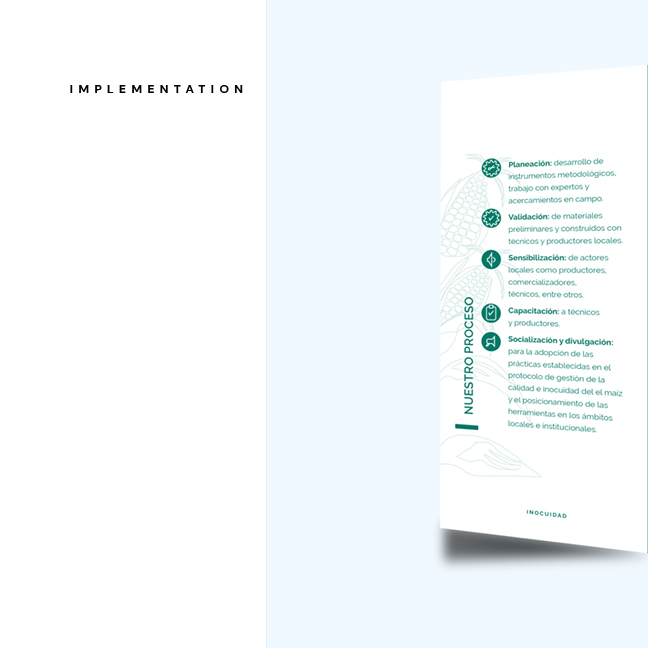 IMPLEMENTATION
NUESTRO PROCESO
Planeación: desarrollo de
instrumentos metodológicos,
trabajo con expertos y
acercamientos en campo.
Validación: de materiales
preliminares y construidos con
técnicos y productores locales.
Sensibilización: de actores
locales como productores,
comercializadores,
técnicos, entre otros.
Capacitación: a técnicos
y productores.
Socialización y divulgación:
para la adopción de las
prácticas establecidas en el
protocolo de gestión de la
calidad e inocuidad del el maíz
y el posicionamiento de las
herramientas en los ámbitos
locales e institucionales.
INOCUIDAD